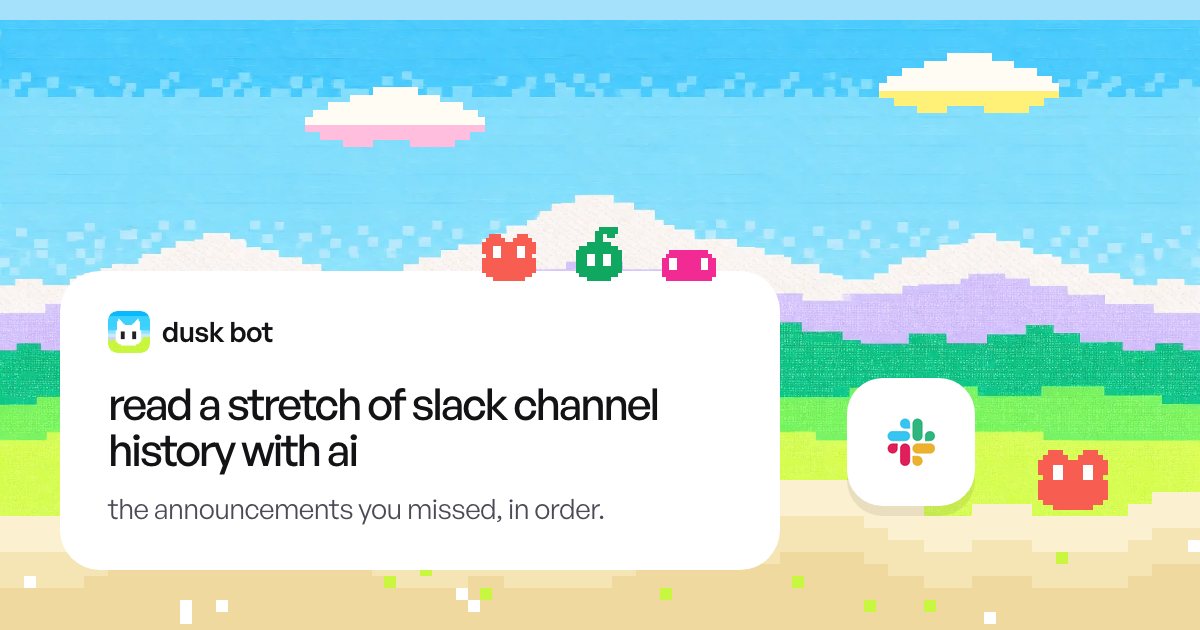 dusk bot
read a stretch of slack channel
history with ai
the announcements you missed, in order.